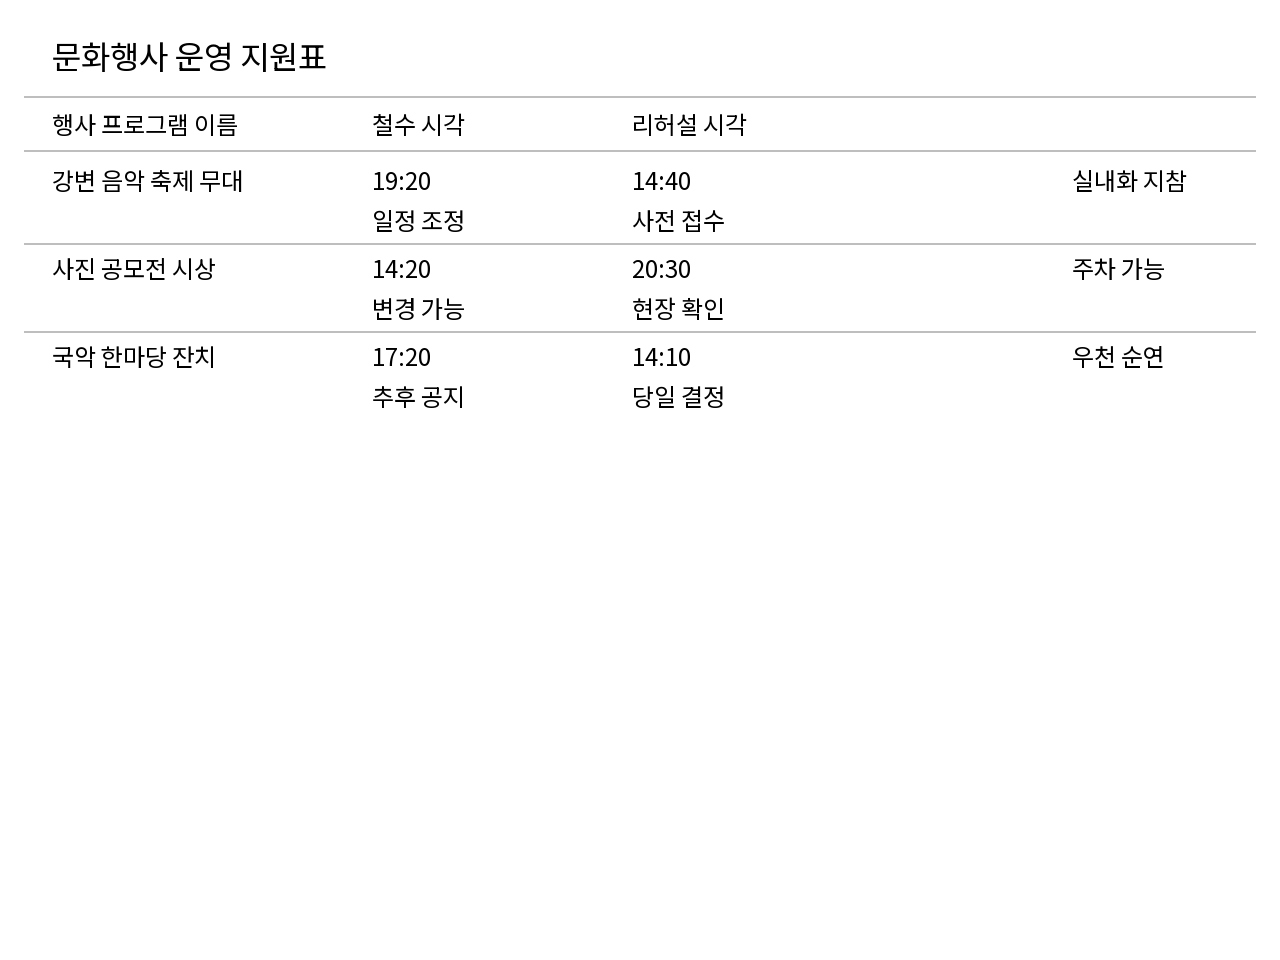 문화행사 운영 지원표
행사 프로그램 이름 철수 시각 리허설 시각
강변 음악 축제 무대 19:20 14:40 실내화 지참
일정 조정 사전 접수
사진 공모전 시상 14:20 20:30 주차 가능
변경 가능 현장 확인
국악 한마당 잔치 17:20 14:10 우천 순연
추후 공지 당일 결정